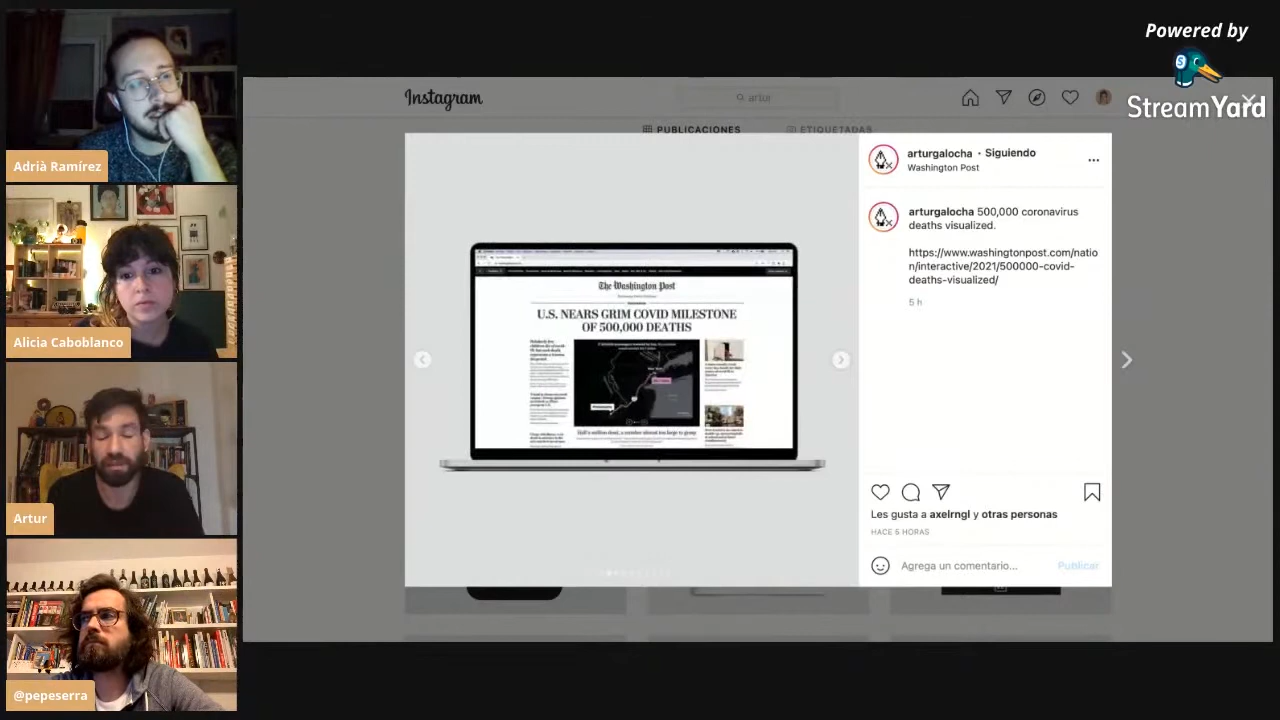 Powered by
StreamYard
Adrià Ramírez
Alicia Caboblanco
Artur
@pepeserra
Instagram
artur
PUBLICACIONES
ETIQUETADAS
The Washington Post
U.S. NEARS GRIM COVID MILESTONE
OF 500,000 DEATHS
arturgalocha • Siguiendo
Washington Post
arturgalocha 500,000 coronavirus
deaths visualized.
https://www.washingtonpost.com/natio
n/interactive/2021/500000-covid-
deaths-visualized/
5 h
Les gusta a axelrngl y otras personas
HACE 5 HORAS
Agrega un comentario...
Publicar